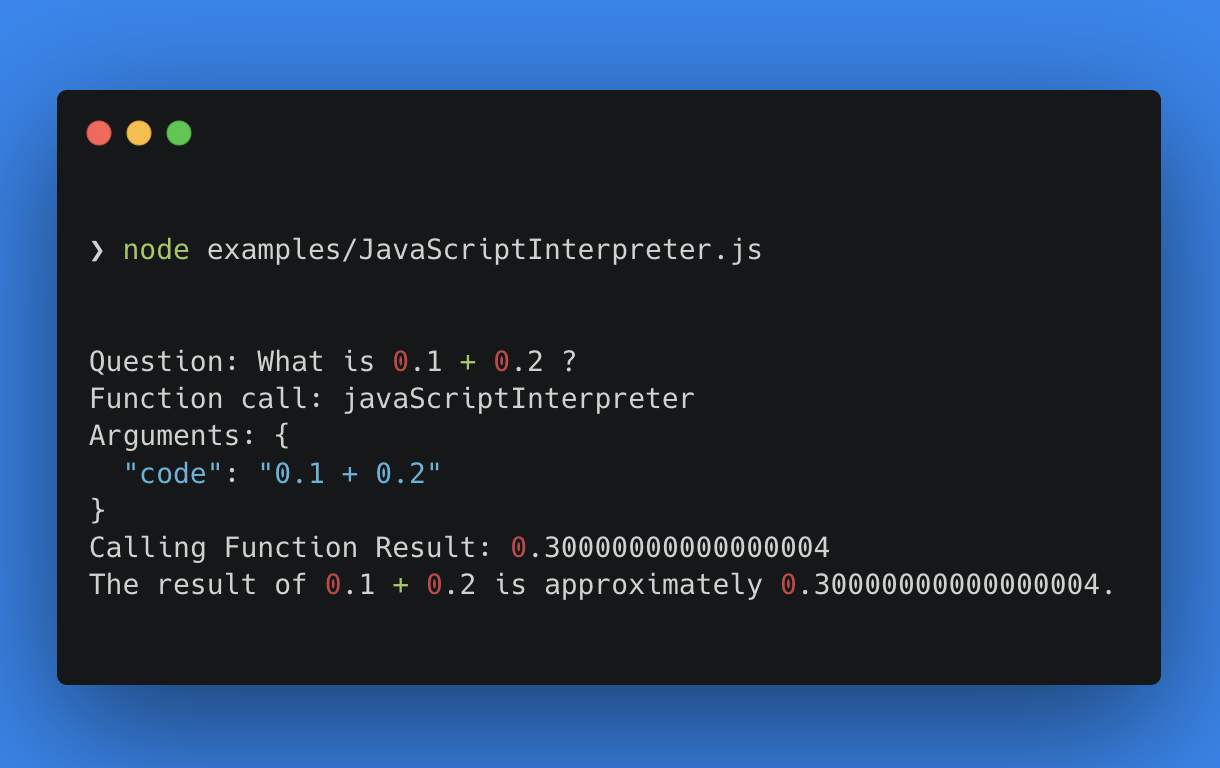 ❯ node examples/JavaScriptInterpreter.js
Question: What is 0.1 + 0.2 ?
Function call: javaScriptInterpreter
Arguments: {
  "code": "0.1 + 0.2"
}
Calling Function Result: 0.30000000000000004
The result of 0.1 + 0.2 is approximately 0.30000000000000004.